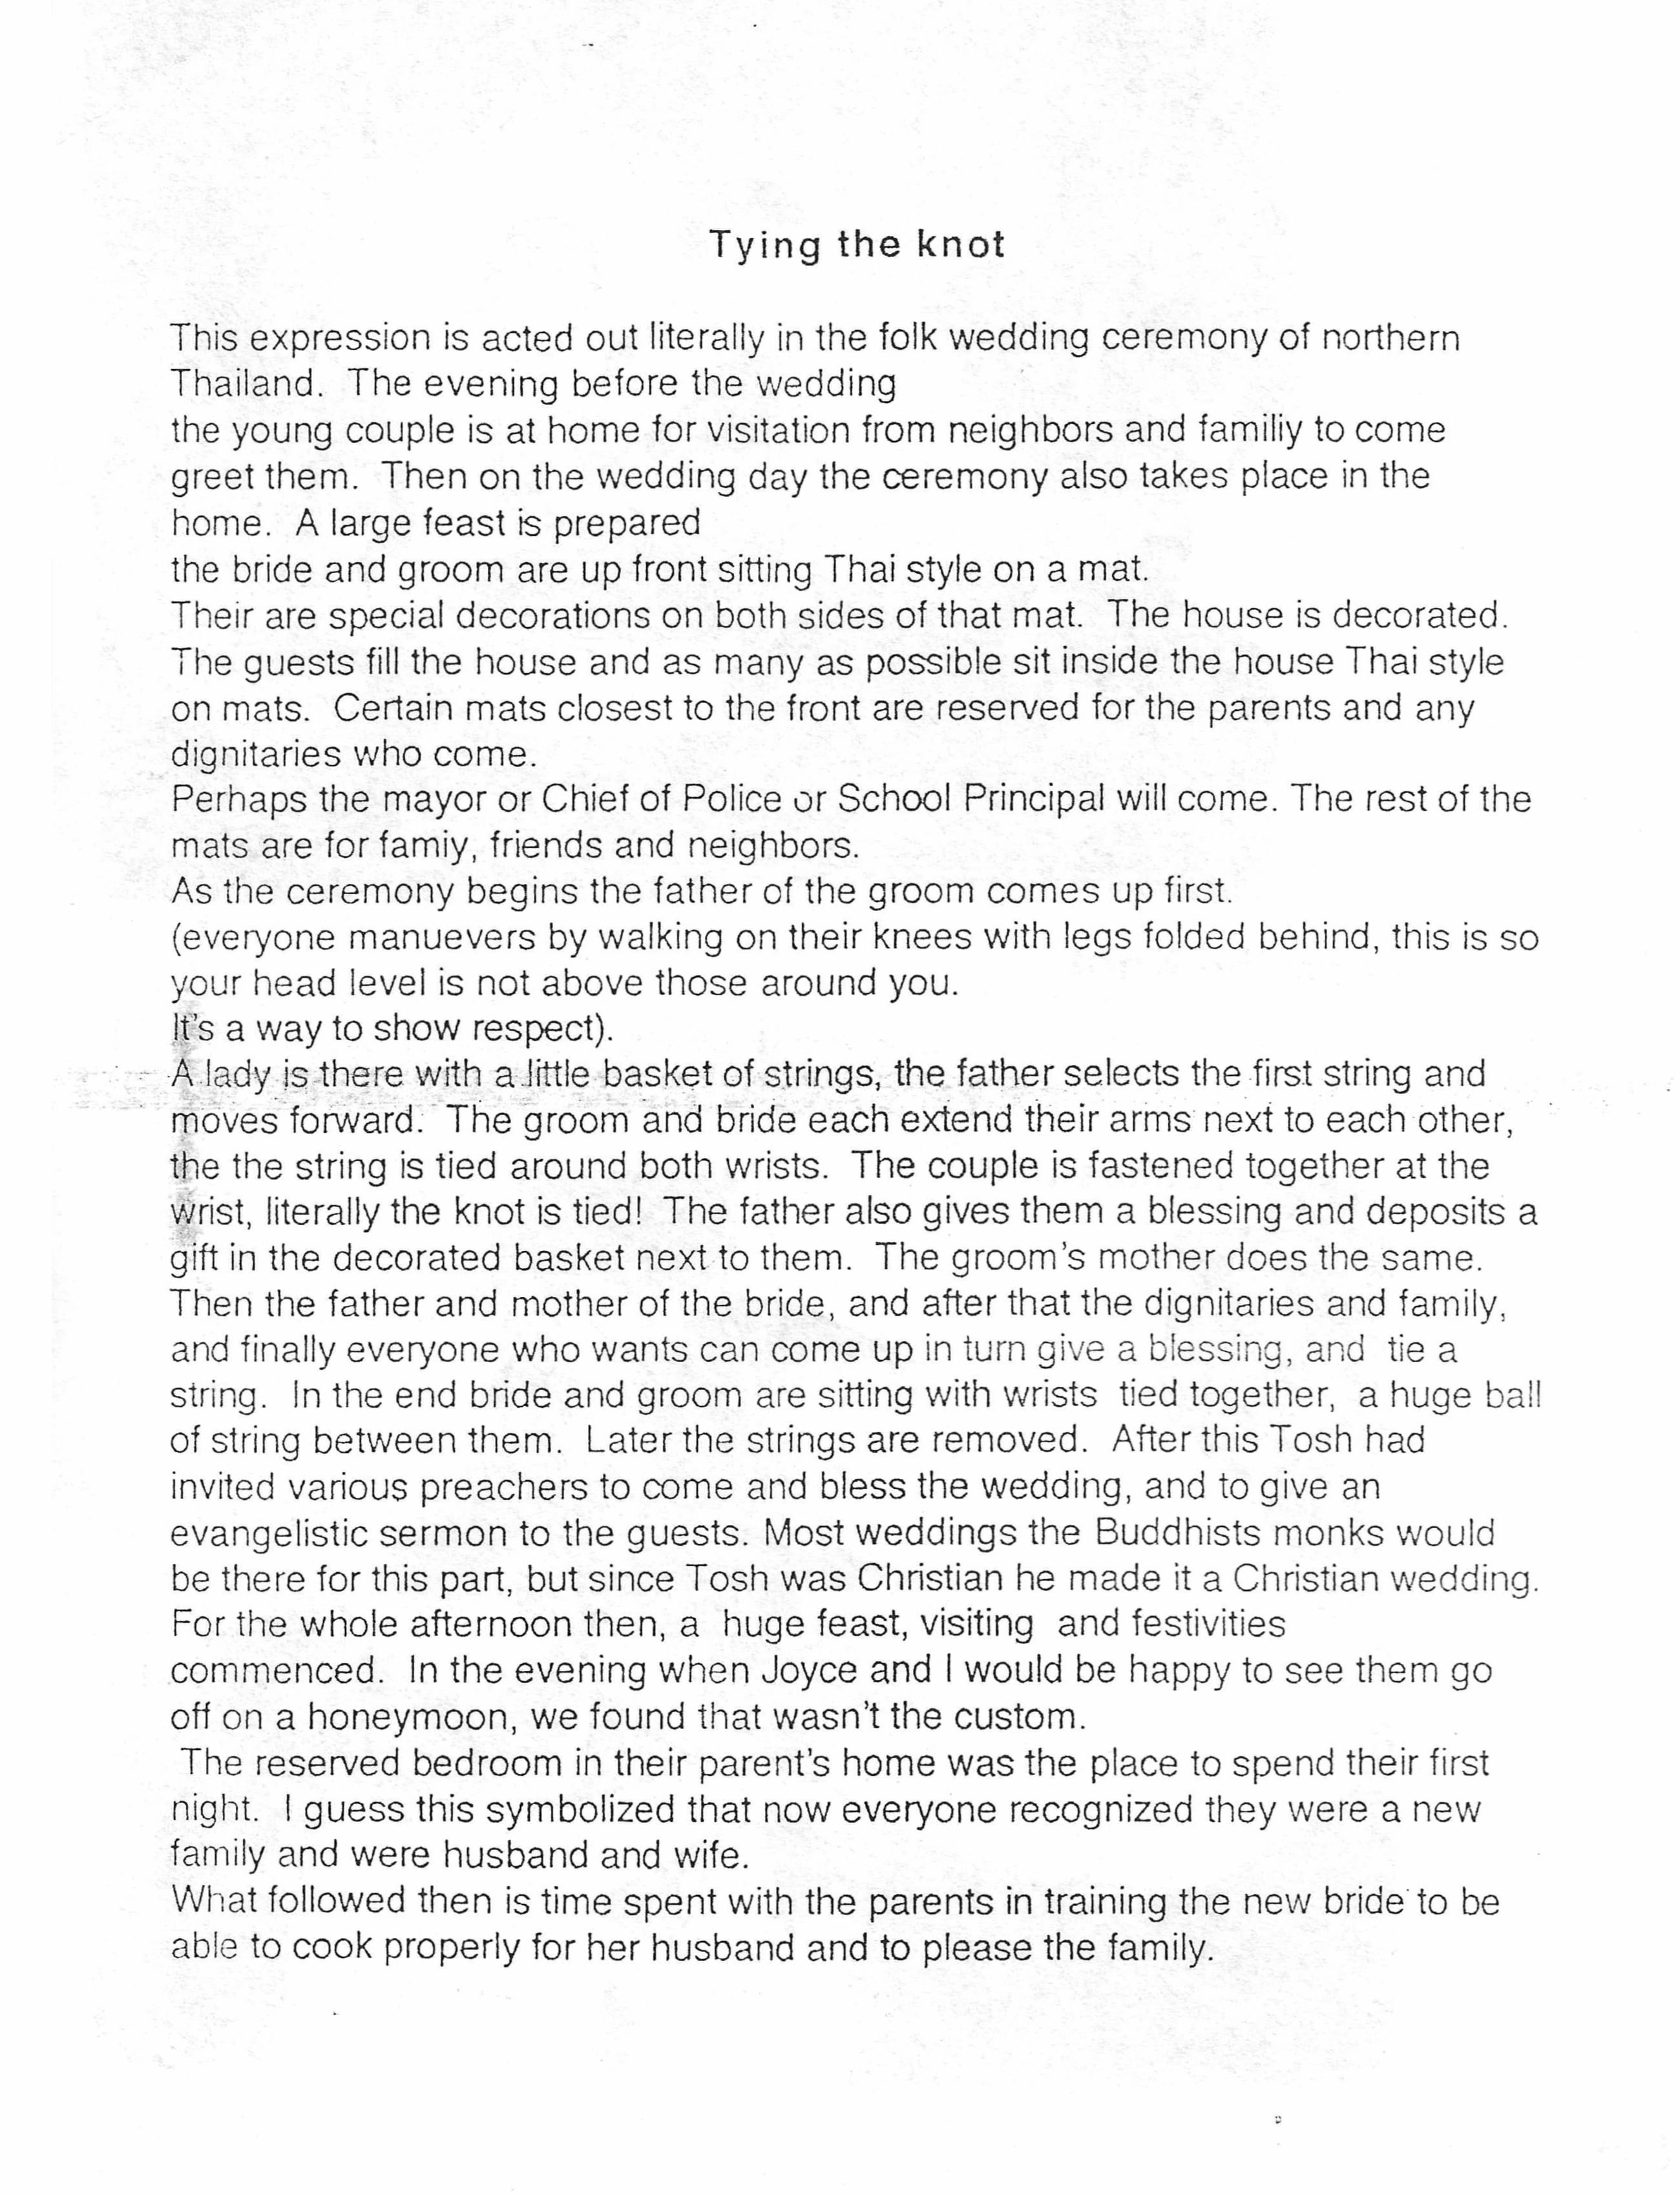 Tying the knot
This expression is acted out literally in the folk wedding ceremony of northern
Thailand.  The evening before the wedding
the young couple is at home for visitation from neighbors and familiy to come
greet them.  Then on the wedding day the ceremony also takes place in the
home.  A large feast is prepared
the bride and groom are up front sitting Thai style on a mat.
Their are special decorations on both sides of that mat.  The house is decorated.
The guests fill the house and as many as possible sit inside the house Thai style
on mats.  Certain mats closest to the front are reserved for the parents and any
dignitaries who come.
Perhaps the mayor or Chief of Police or School Principal will come. The rest of the
mats are for famiy, friends and neighbors.
As the ceremony begins the father of the groom comes up first.
(everyone manuevers by walking on their knees with legs folded behind, this is so
your head level is not above those around you.
It's a way to show respect).
A lady is there with a little basket of strings, the father selects the first string and
moves forward.  The groom and bride each extend their arms next to each other,
the the string is tied around both wrists.  The couple is fastened together at the
wrist, literally the knot is tied!  The father also gives them a blessing and deposits a
gift in the decorated basket next to them.  The groom's mother does the same.
Then the father and mother of the bride, and after that the dignitaries and family,
and finally everyone who wants can come up in turn give a blessing, and  tie a
string.  In the end bride and groom are sitting with wrists  tied together,  a huge ball
of string between them.  Later the strings are removed.  After this Tosh had
invited various preachers to come and bless the wedding, and to give an
evangelistic sermon to the guests. Most weddings the Buddhists monks would
be there for this part, but since Tosh was Christian he made it a Christian wedding.
For the whole afternoon then, a  huge feast, visiting  and festivities
commenced.  In the evening when Joyce and I would be happy to see them go
off on a honeymoon, we found that wasn't the custom.
The reserved bedroom in their parent's home was the place to spend their first
night.  I guess this symbolized that now everyone recognized they were a new
family and were husband and wife.
What followed then is time spent with the parents in training the new bride to be
able to cook properly for her husband and to please the family.